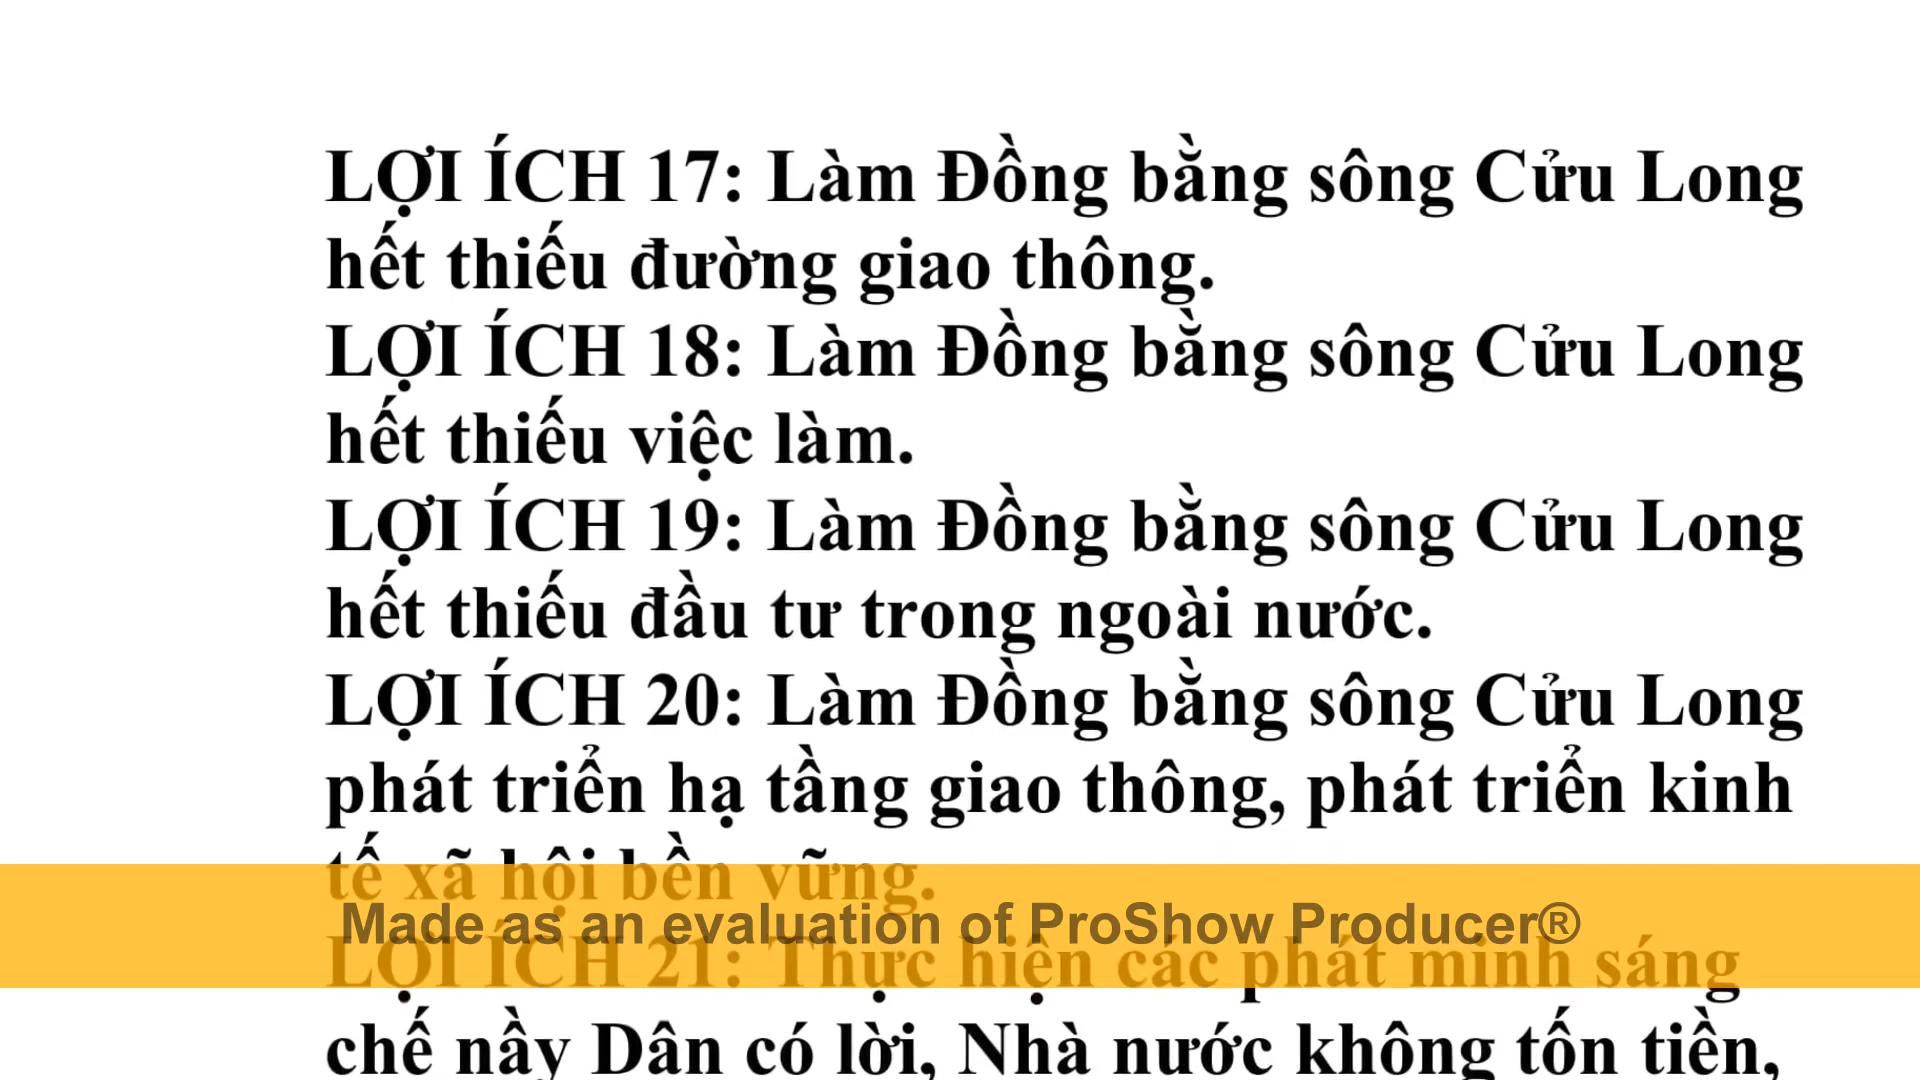 LỢI ÍCH 17: Làm Đồng bằng sông Cửu Long
hết thiếu đường giao thông.
LỢI ÍCH 18: Làm Đồng bằng sông Cửu Long
hết thiếu việc làm.
LỢI ÍCH 19: Làm Đồng bằng sông Cửu Long
hết thiếu đầu tư trong ngoài nước.
LỢI ÍCH 20: Làm Đồng bằng sông Cửu Long
phát triển hạ tầng giao thông, phát triển kinh
tế xã hội bền vững.
Made as an evaluation of ProShow Producer®
LỢI ÍCH 21: Thực hiện các phát minh sáng
chế nầy Dân có lời, Nhà nước không tốn tiền,